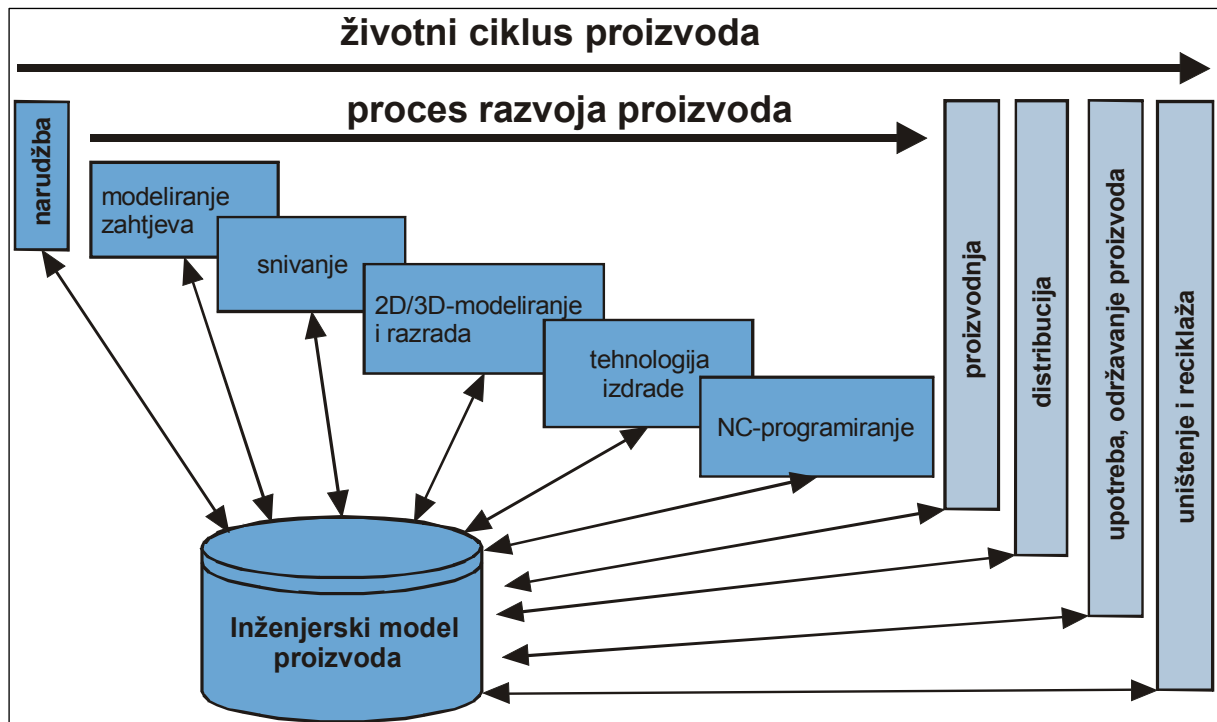 životni ciklus proizvoda
proces razvoja proizvoda
narudžba
modeliranje
zahtjeva
snivanje
2D/3D-modeliranje
i razrada
tehnologija
izdrade
NC-programiranje
proizvodnja
distribucija
upotreba, održavanje proizvoda
uništenje i reciklaža
Inženjerski model
proizvoda